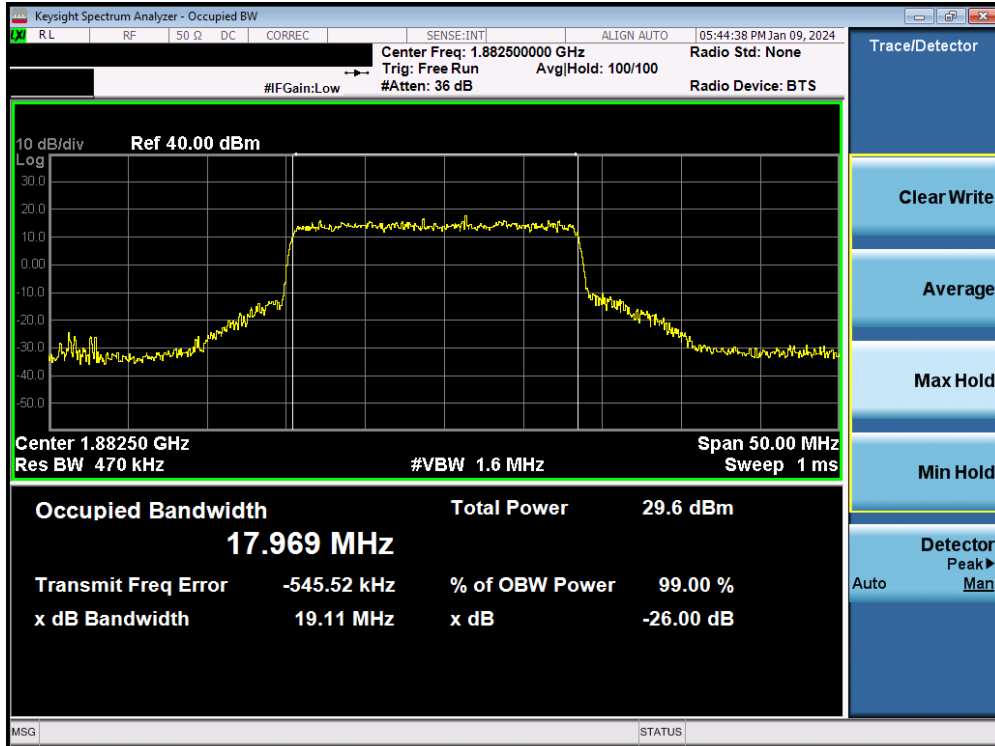 Keysight Spectrum Analyzer - Occupied BW
LXI RL RF 50 Ω DC CORREC SENSE:INT ALIGN AUTO 05:44:38 PM Jan 09, 2024
Center Freq: 1.882500000 GHz Radio Std: None
Trig: Free Run Avg|Hold: 100/100
#IFGain:Low #Atten: 36 dB Radio Device: BTS
Trace/Detector
10 dB/div Ref 40.00 dBm
Log
30.0
20.0
10.0
0.00
-10.0
-20.0
-30.0
-40.0
-50.0
Center 1.88250 GHz Span 50.00 MHz
Res BW 470 kHz #VBW 1.6 MHz Sweep 1 ms
Occupied Bandwidth Total Power 29.6 dBm
17.969 MHz
Transmit Freq Error -545.52 kHz % of OBW Power 99.00 %
x dB Bandwidth 19.11 MHz x dB -26.00 dB
Clear Write
Average
Max Hold
Min Hold
Detector
Peak▶
Auto Man
MSG STATUS